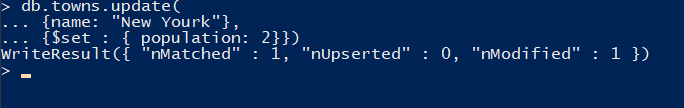 > db.towns.update(
... {name: "New Yourk"},
... {$set : { population: 2}})
WriteResult({ "nMatched" : 1, "nUpserted" : 0, "nModified" : 1 })
> _